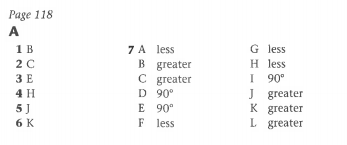 Page 118
A
1 B
2 C
3 E
4 H
5 J
6 K
7 A less
B greater
C greater
D 90°
E 90°
F less
G less
H less
I 90°
J greater
K greater
L greater